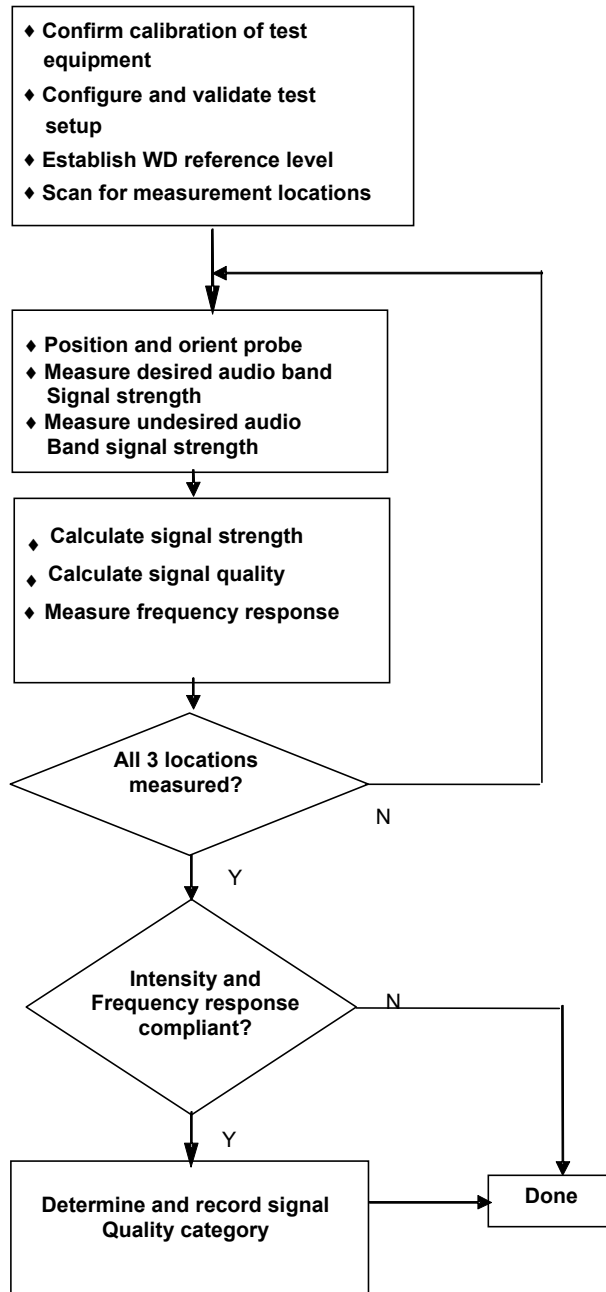 ♦ Confirm calibration of test
equipment
♦ Configure and validate test
setup
♦ Establish WD reference level
♦ Scan for measurement locations
♦ Position and orient probe
♦ Measure desired audio band
Signal strength
♦ Measure undesired audio
Band signal strength
♦ Calculate signal strength
♦ Calculate signal quality
♦ Measure frequency response
All 3 locations
measured?
N
Y
Intensity and
Frequency response
compliant?
N
Y
Determine and record signal
Quality category
Done